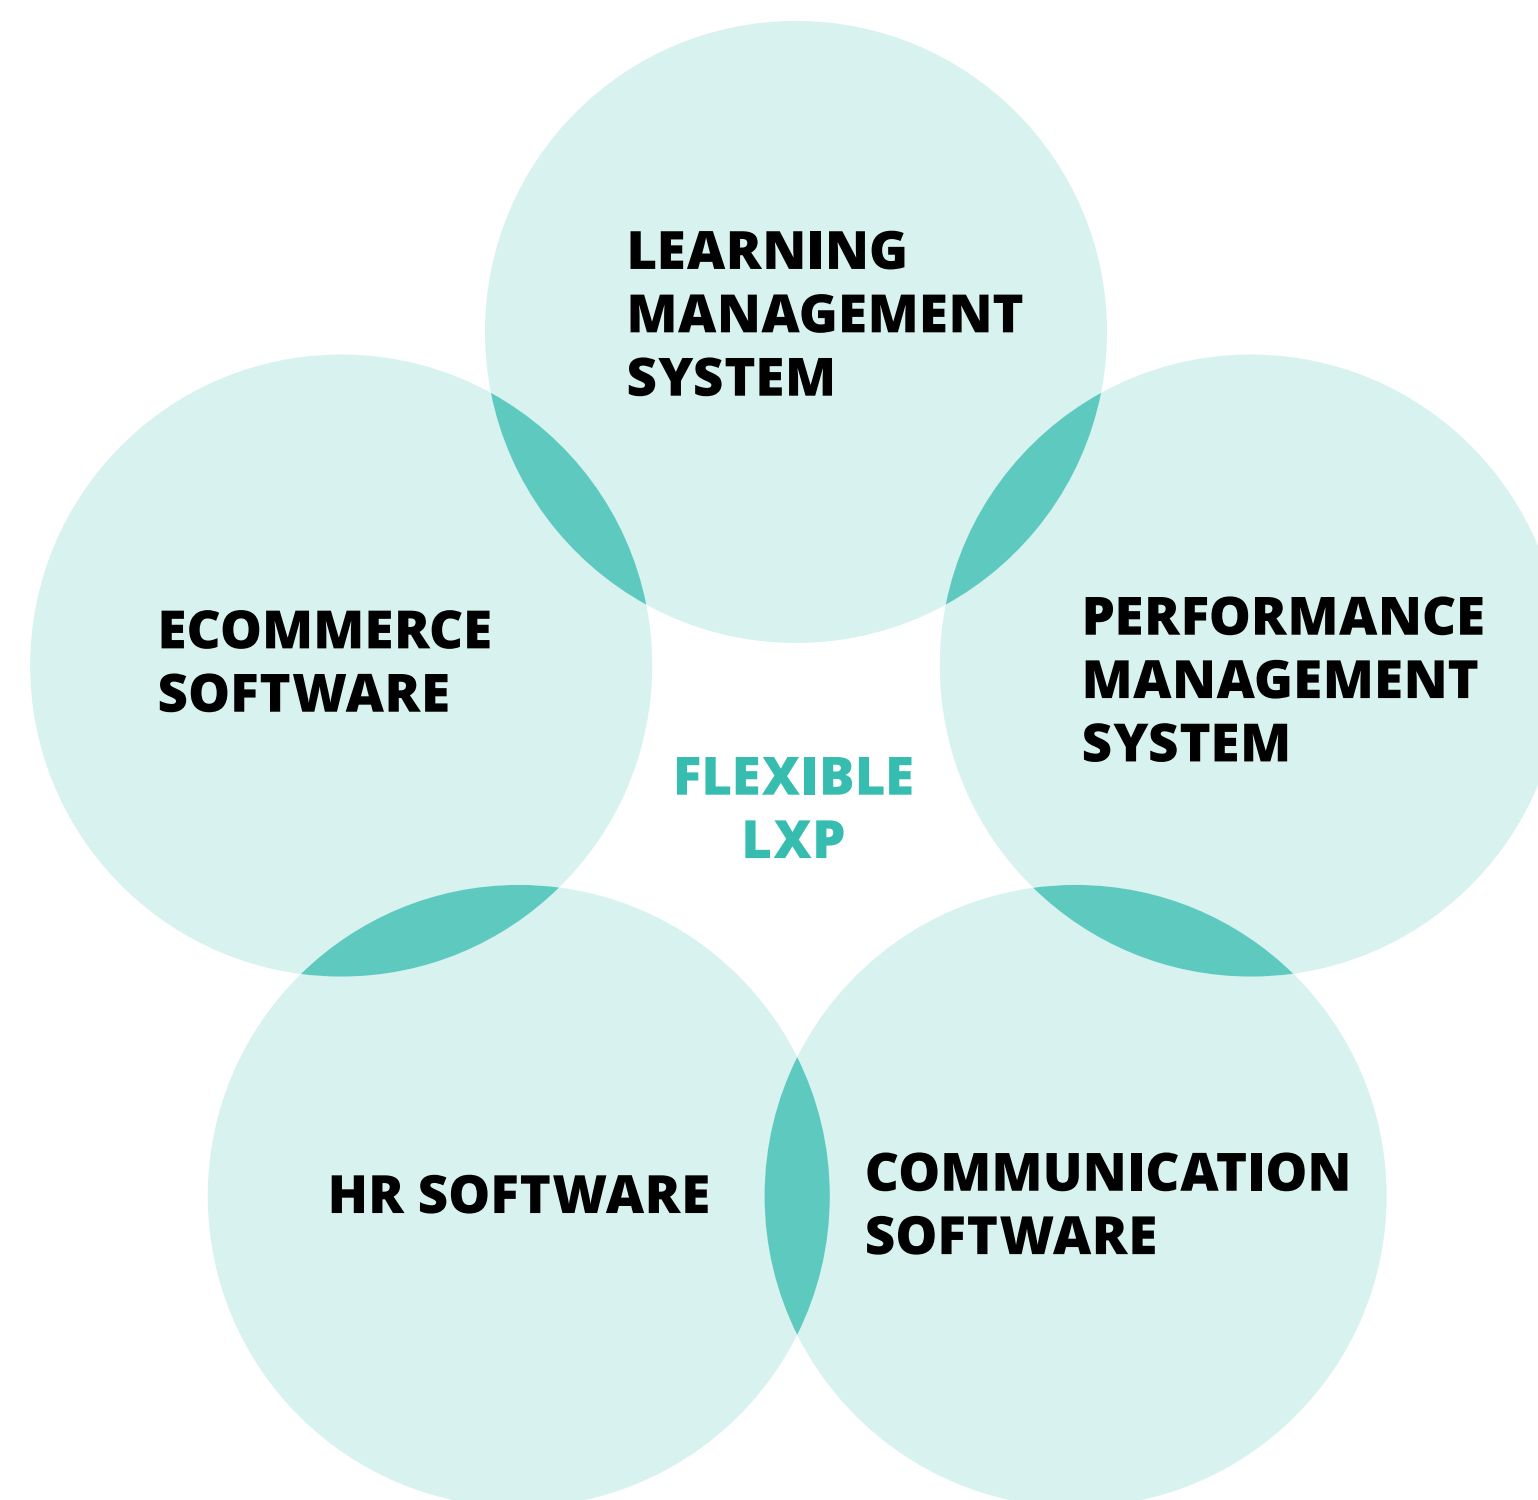 LEARNING
MANAGEMENT
SYSTEM
ECOMMERCE
SOFTWARE
PERFORMANCE
MANAGEMENT
SYSTEM
FLEXIBLE
LXP
HR SOFTWARE
COMMUNICATION
SOFTWARE